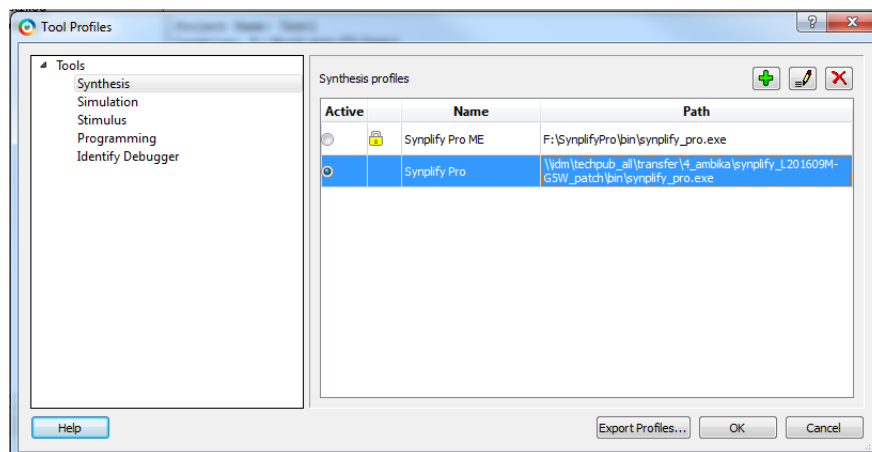 Tool Profiles
Tools
Synthesis
Simulation
Stimulus
Programming
Identify Debugger
Synthesis profiles
Active Name Path
Synplify Pro ME F:\SynplifyPro\bin\synplify_pro.exe
Synplify Pro \\idm\techpub_all\transfer\4_ambika\synplify_L201609M-
G5W_patch\bin\synplify_pro.exe
Help Export Profiles... OK Cancel